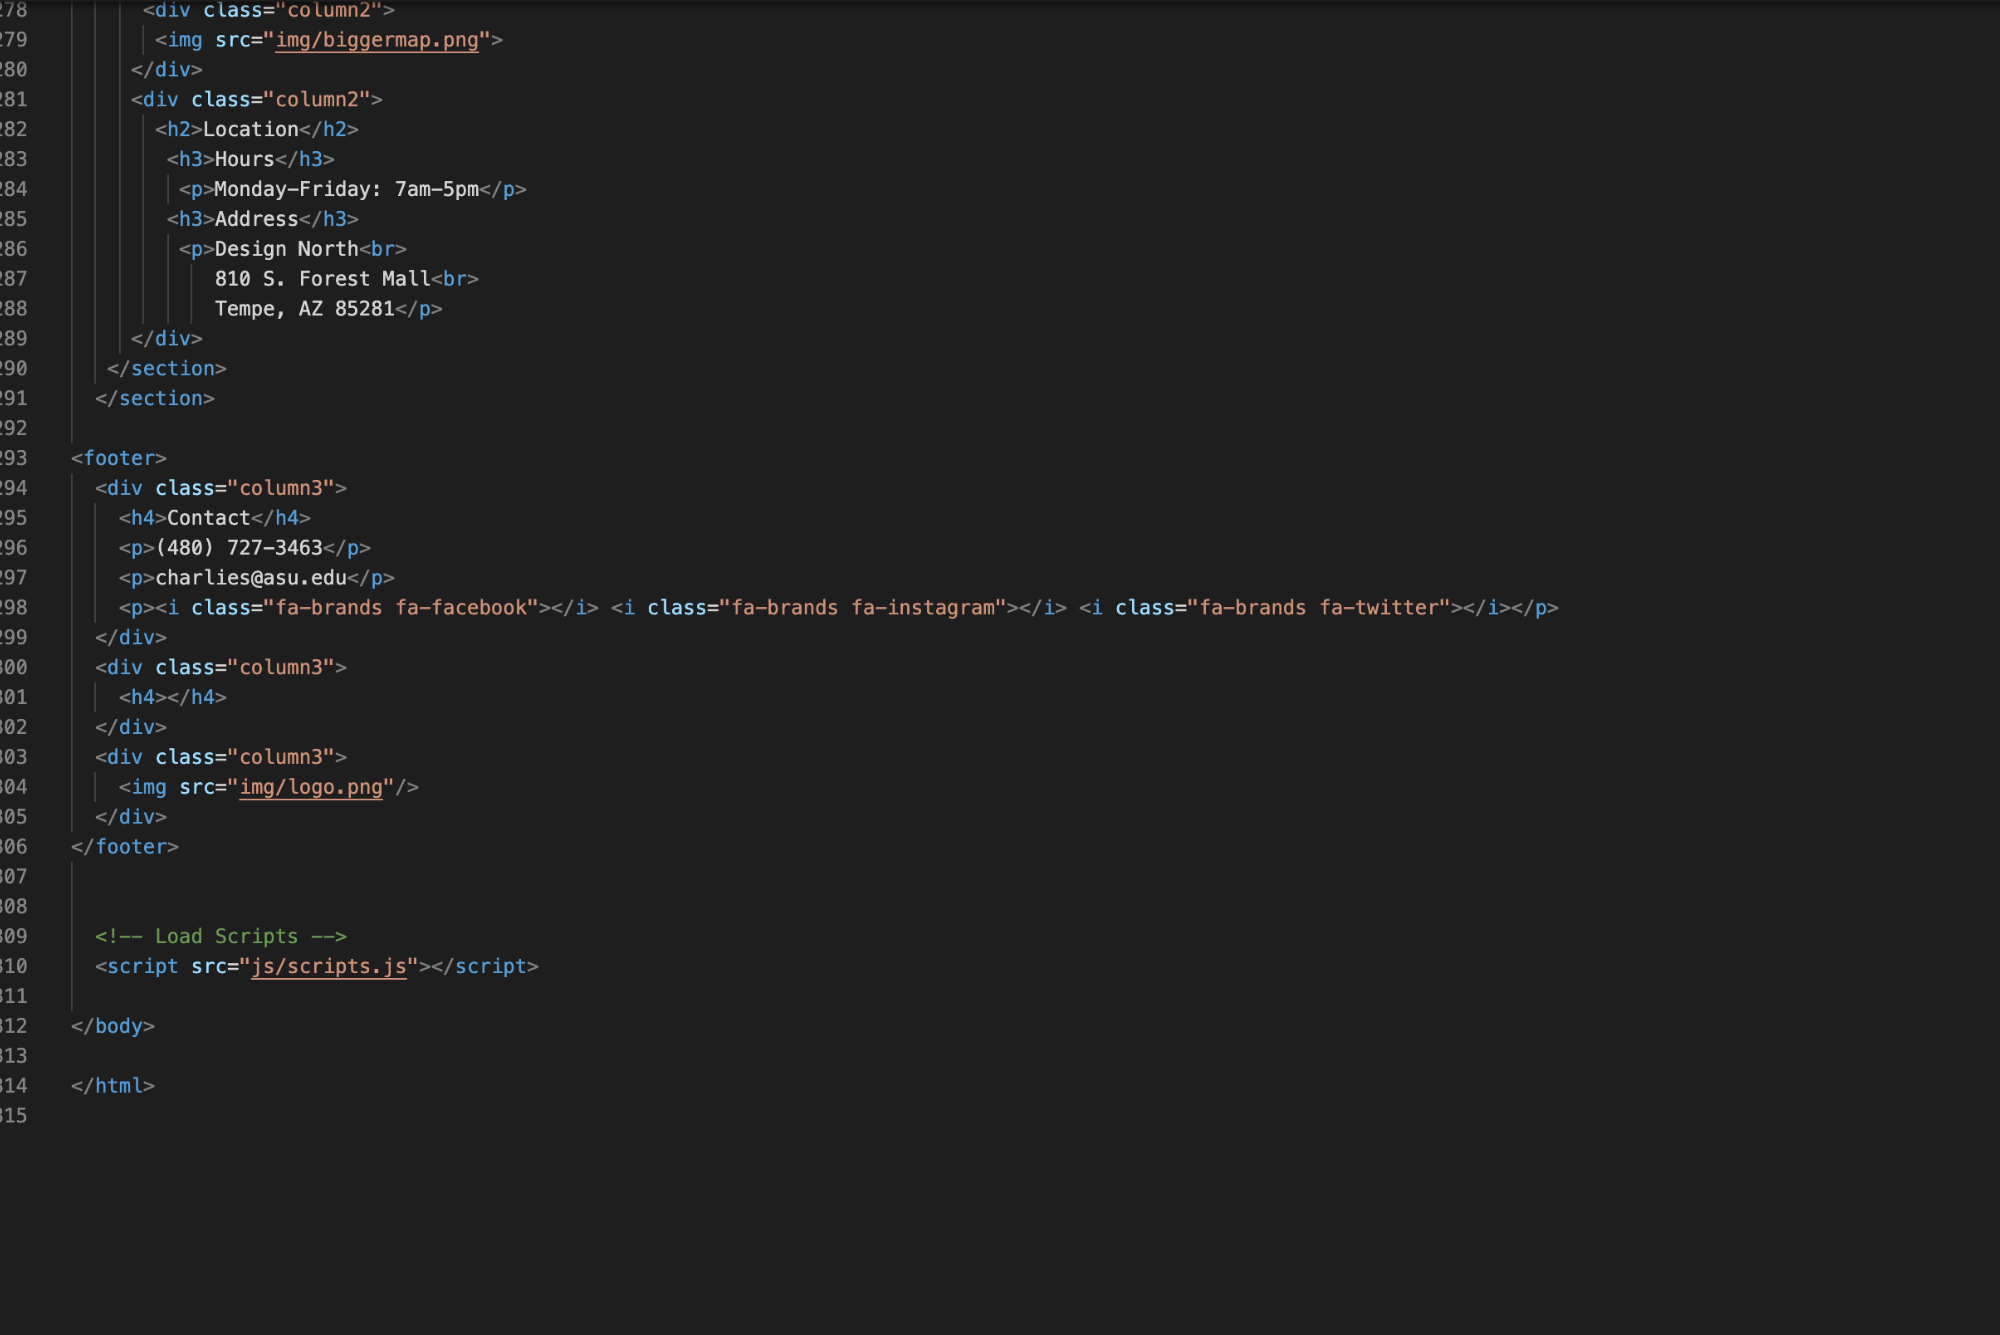 278 <div class="column2">
279 <img src="img/biggermap.png">
280 </div>
281 <div class="column2">
282 <h2>Location</h2>
283 <h3>Hours</h3>
284 <p>Monday-Friday: 7am-5pm</p>
285 <h3>Address</h3>
286 <p>Design North<br>
287 810 S. Forest Mall<br>
288 Tempe, AZ 85281</p>
289 </div>
290 </section>
291 </section>
292
293 <footer>
294 <div class="column3">
295 <h4>Contact</h4>
296 <p>(480) 727-3463</p>
297 <p>charlies@asu.edu</p>
298 <p><i class="fa-brands fa-facebook"></i> <i class="fa-brands fa-instagram"></i> <i class="fa-brands fa-twitter"></i></p>
299 </div>
300 <div class="column3">
301 <h4></h4>
302 </div>
303 <div class="column3">
304 <img src="img/logo.png"/>
305 </div>
306 </footer>
307
308
309 <!-- Load Scripts -->
310 <script src="js/scripts.js"></script>
311
312 </body>
313
314 </html>
315